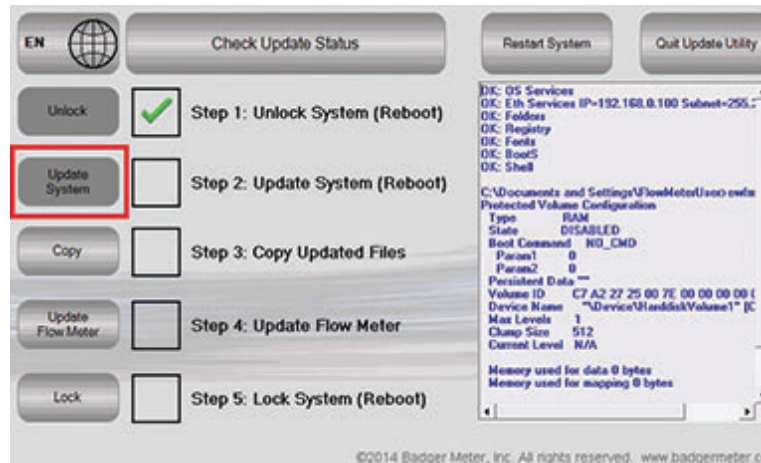 EN
Check Update Status
Restart System
Quit Update Utility
Unlock
Step 1: Unlock System (Reboot)
Update
System
Step 2: Update System (Reboot)
Copy
Step 3: Copy Updated Files
Update
Flow Meter
Step 4: Update Flow Meter
Lock
Step 5: Lock System (Reboot)
OK: OS Services
OK: Eth Services IP=192.168.0.100 Subnet=255.
OK: Folders
OK: Registry
OK: Fonts
OK: BootS
OK: Shell
C:\Documents and Settings\FlowMeterUser>ewfm
Protected Volume Configuration
Type RAM
State DISABLED
Boot Command NO_CMD
Param1 0
Param2 0
Persistent Data ""
Volume ID C7 A2 27 25 00 7E 00 00 00 00 (
Device Name "\Device\HarddiskVolume1" [C
Max Levels 1
Clump Size 512
Current Level N/A
Memory used for data 0 bytes
Memory used for mapping 0 bytes
©2014 Badger Meter, Inc. All rights reserved. www.badgermeter.c